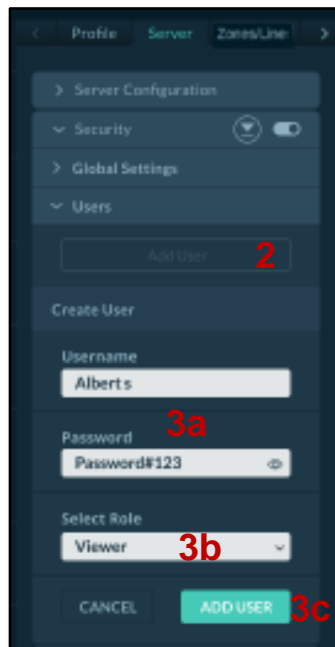 Profile Server Zones/Line
Server Configuration
Security
Global Settings
Users
Add User 2
Create User
Username
Albert s
3a
Password
Password#123
Select Role
Viewer 3b
CANCEL ADD USER 3c